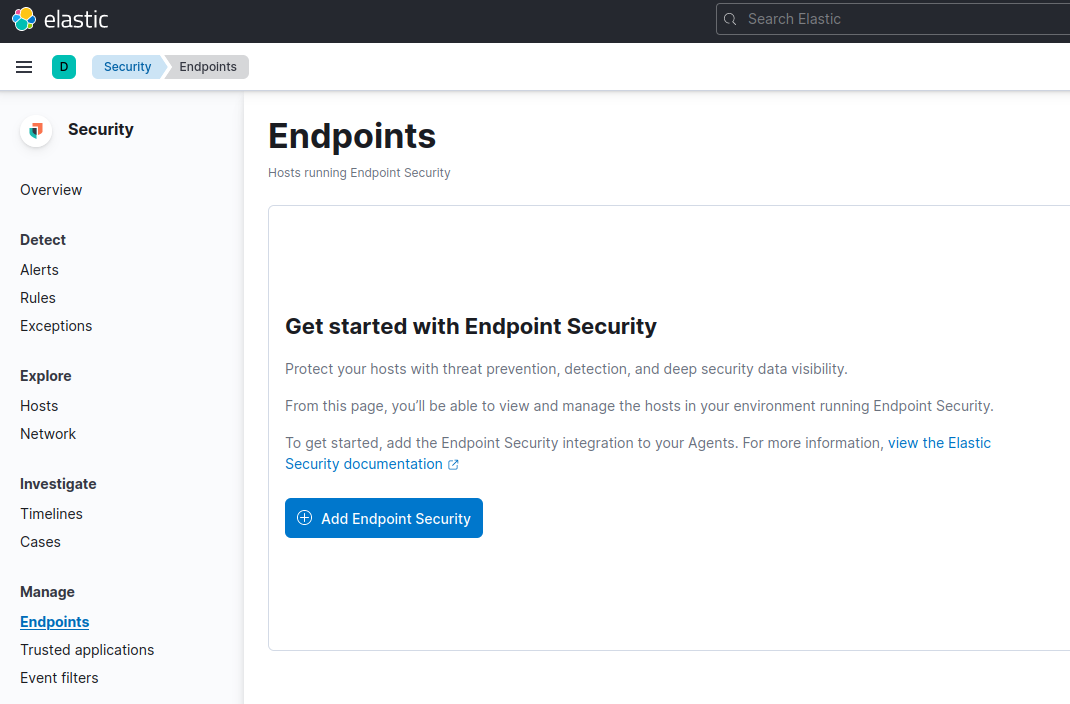 elastic
Search Elastic
D
Security
Endpoints
Security
Overview
Detect
Alerts
Rules
Exceptions
Explore
Hosts
Network
Investigate
Timelines
Cases
Manage
Endpoints
Trusted applications
Event filters
Endpoints
Hosts running Endpoint Security
Get started with Endpoint Security
Protect your hosts with threat prevention, detection, and deep security data visibility.
From this page, you’ll be able to view and manage the hosts in your environment running Endpoint Security.
To get started, add the Endpoint Security integration to your Agents. For more information, view the Elastic
Security documentation
Add Endpoint Security